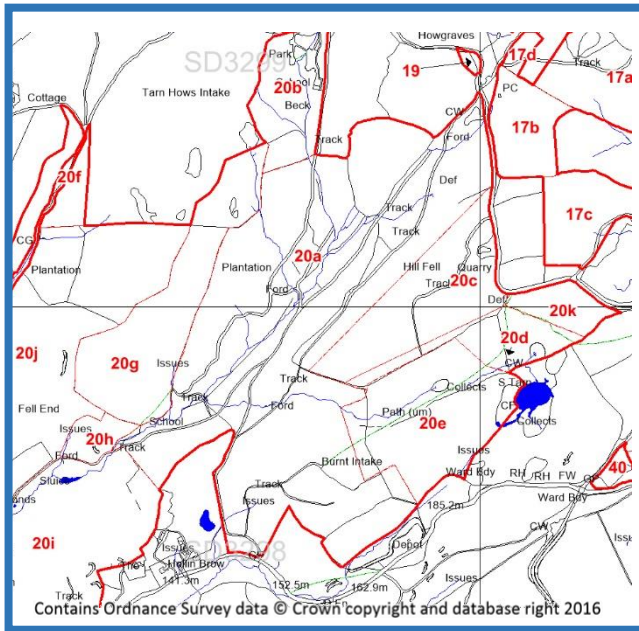 Howgraves
Park
SD3299
School
20b
19
17d
Track
17a
Cottage
Tarn Hows Intake
Beck
PC
CW
17b
Track
Ford
20f
Def
17c
Track
CG
20a
Track
Plantation
Plantation
Hill Fell
Quarry
20c
Ford
Track
Def
20k
20d
20j
20g
Issues
CW
Track
Collects
S Tarn
Fell End
Track
Ford
CP
School
Path (um)
Collects
Issues
20h
20e
Track
Ford
Issues
Burnt Intake
Ward Bdy
RH
RH
FW
40
Track
Ward Bdy
Issues
185.2m
20i
CW
Issues
SD3298
Depot
Hollin Brow
Track
141.3m
152.5m
162.9m
Issues
Contains Ordnance Survey data © Crown copyright and database right 2016